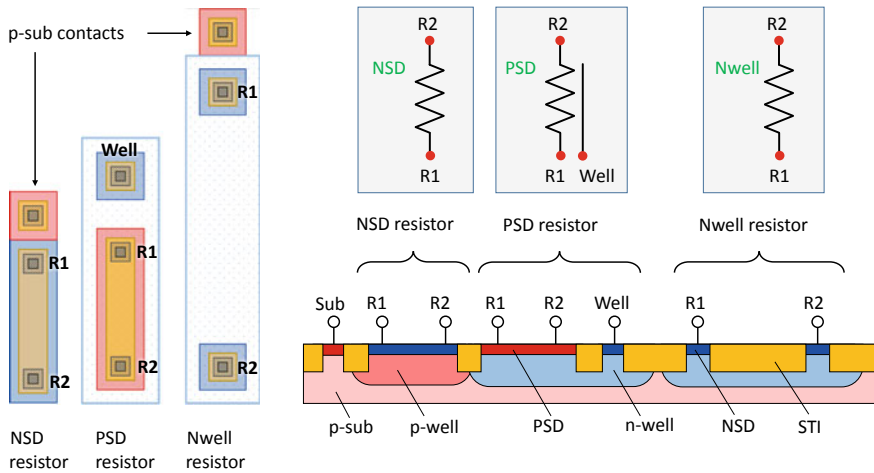 p-sub contacts
R1
Well
R1
R1
R2
R2
R2
NSD
resistor
PSD
resistor
Nwell
resistor
R2
NSD
R1
R2
PSD
R1
Well
R2
Nwell
R1
NSD resistor
PSD resistor
Nwell resistor
Sub
R1
R2
R1
R2
Well
R1
R2
p-sub
p-well
PSD
n-well
NSD
STI